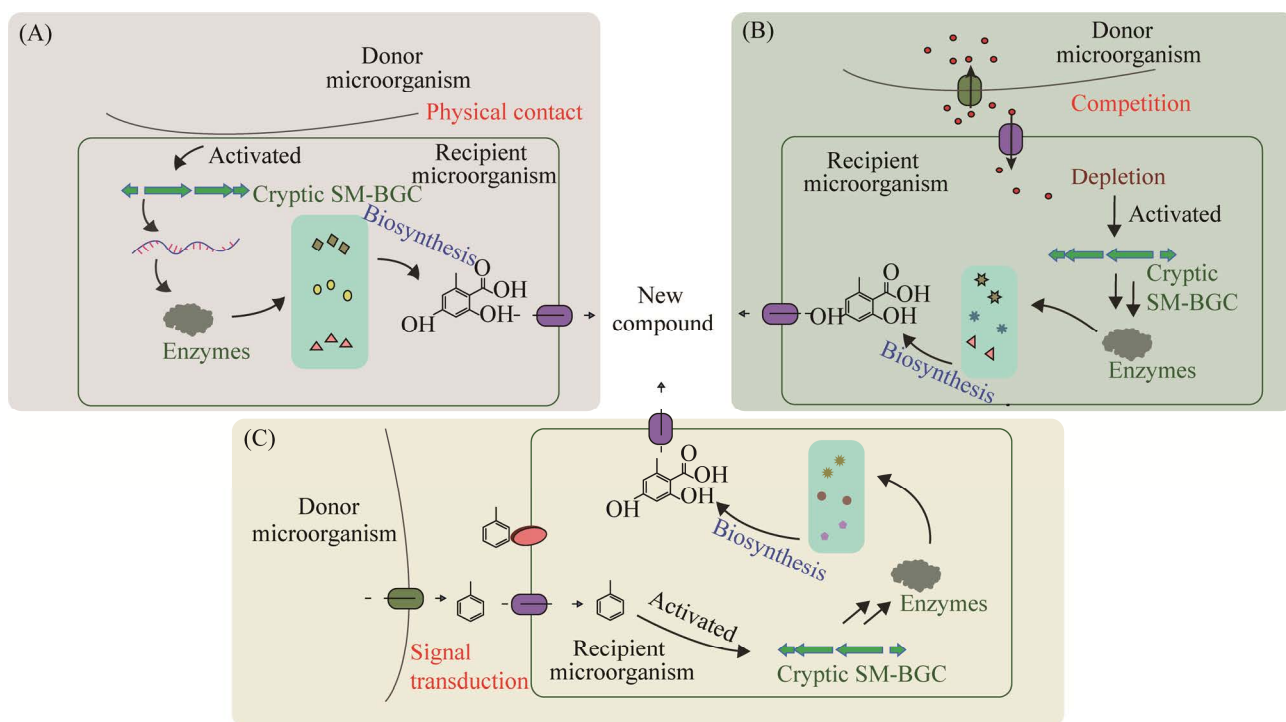 (A)
Donor
microorganism
Physical contact
Activated
Recipient
microorganism
Cryptic SM-BGC
Biosynthesis
Enzymes
O
OH
OH
OH
New
compound
(B)
Donor
microorganism
Competition
Recipient
microorganism
Depletion
Activated
Cryptic
SM-BGC
Enzymes
Biosynthesis
O
OH
OH
OH
(C)
Donor
microorganism
Signal
transduction
Recipient
microorganism
Activated
Cryptic SM-BGC
Enzymes
Biosynthesis
O
OH
OH
OH